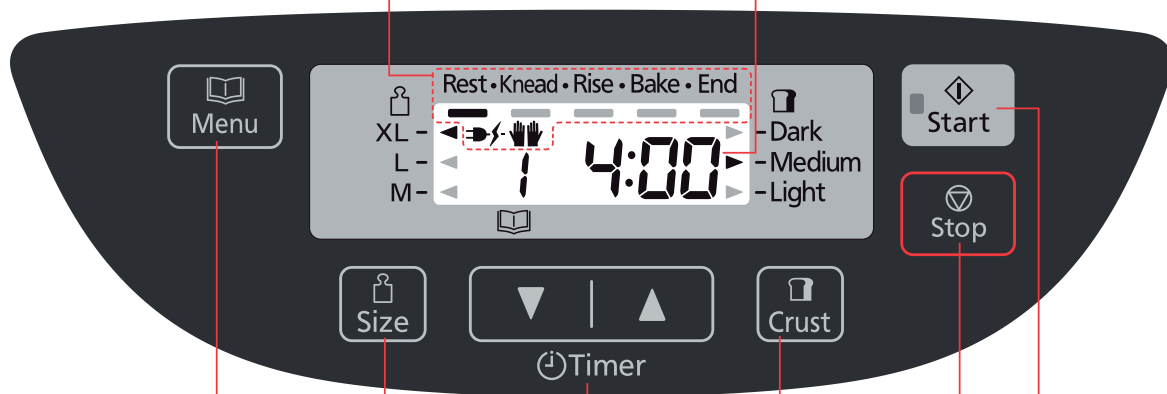 Rest • Knead • Rise • Bake • End
Menu
XL –
L –
M –
1
4:00
– Dark
– Medium
– Light
Start
Stop
Size
Crust
Timer